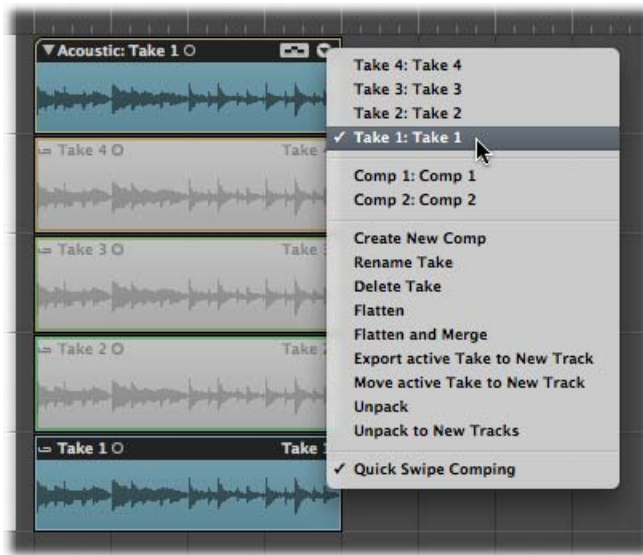 Acoustic: Take 1
Take 4: Take 4
Take 3: Take 3
Take 2: Take 2
✓ Take 1: Take 1
Comp 1: Comp 1
Comp 2: Comp 2
Create New Comp
Rename Take
Delete Take
Flatten
Flatten and Merge
Export active Take to New Track
Move active Take to New Track
Unpack
Unpack to New Tracks
✓ Quick Swipe Comping
Take 4 Take
Take 3 Take
Take 2 Take
Take 1 Take